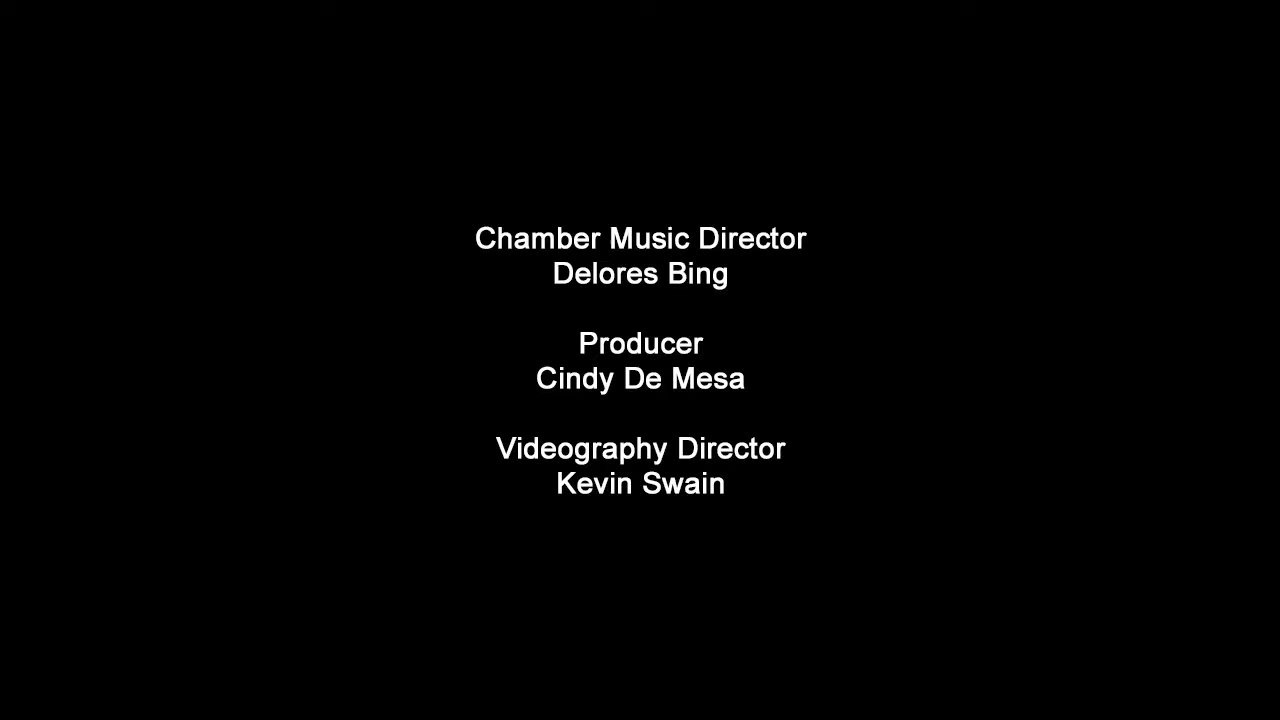 Chamber Music Director
Delores Bing
Producer
Cindy De Mesa
Videography Director
Kevin Swain